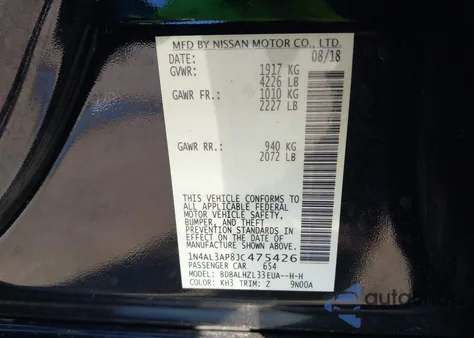 MFD BY NISSAN MOTOR CO., LTD.
DATE: 08/18
GVWR: 1917 KG
4226 LB
GAWR FR.: 1010 KG
2227 LB
GAWR RR.: 940 KG
2072 LB
THIS VEHICLE CONFORMS TO
ALL APPLICABLE FEDERAL
MOTOR VEHICLE SAFETY,
BUMPER, AND THEFT
PREVENTION STANDARDS IN
EFFECT ON THE DATE OF
MANUFACTURE SHOWN ABOVE.
1N4AL3AP8JC475426
PASSENGER CAR 654
MODEL: BDBALHZL33EUA--H-H
COLOR: KH3 TRIM: Z 9N00A